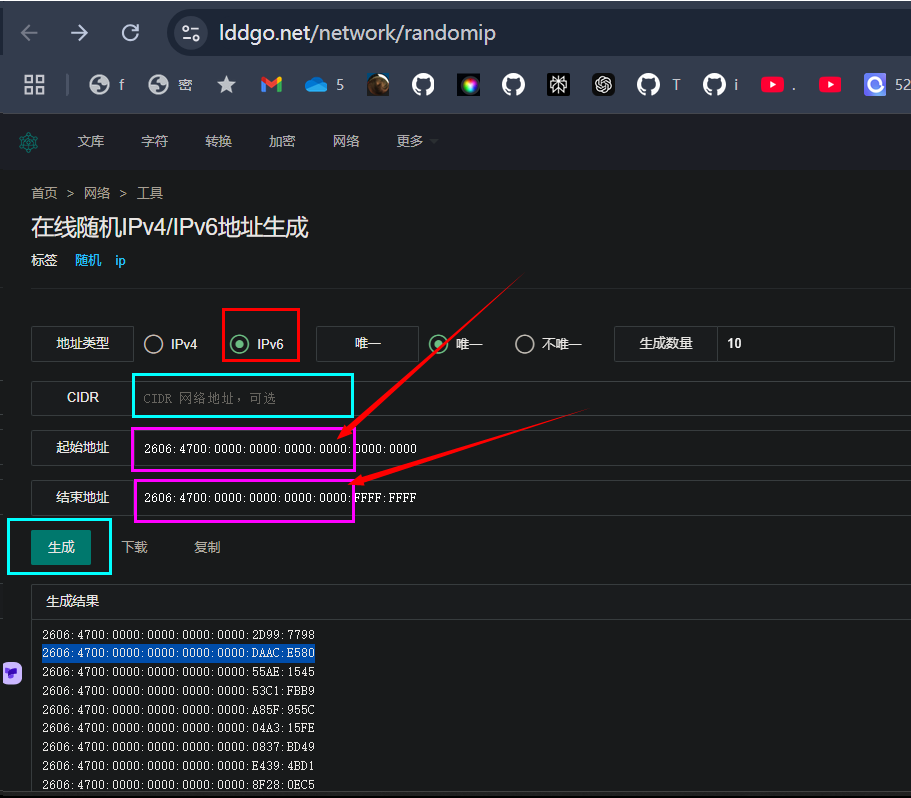 lddgo.net/network/randomip
f 密 5 T i . 52
文库 字符 转换 加密 网络 更多
首页 > 网络 > 工具
在线随机IPv4/IPv6地址生成
标签 随机 ip
地址类型 IPv4 IPv6 唯一 唯一 不唯一 生成数量 10
CIDR CIDR 网络地址，可选
起始地址 2606:4700:0000:0000:0000:0000:0000:0000
结束地址 2606:4700:0000:0000:0000:0000:FFFF:FFFF
生成 下载 复制
生成结果
2606:4700:0000:0000:0000:0000:2D99:7798
2606:4700:0000:0000:0000:0000:DAAC:E580
2606:4700:0000:0000:0000:0000:55AE:1545
2606:4700:0000:0000:0000:0000:53C1:FBB9
2606:4700:0000:0000:0000:0000:A85F:955C
2606:4700:0000:0000:0000:0000:04A3:15FE
2606:4700:0000:0000:0000:0000:0837:BD49
2606:4700:0000:0000:0000:0000:E439:4BD1
2606:4700:0000:0000:0000:0000:8F28:0EC5